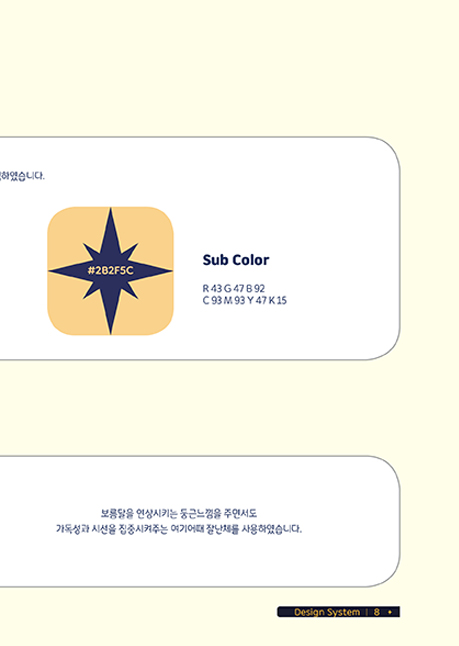 하였습니다.
#2B2F5C
Sub Color
R 43 G 47 B 92
C 93 M 93 Y 47 K 15
보름달을 연상시키는 둥근느낌을 주면서도
가독성과 시선을 집중시켜주는 여기어때 잘난체를 사용하였습니다.
Design System | 8